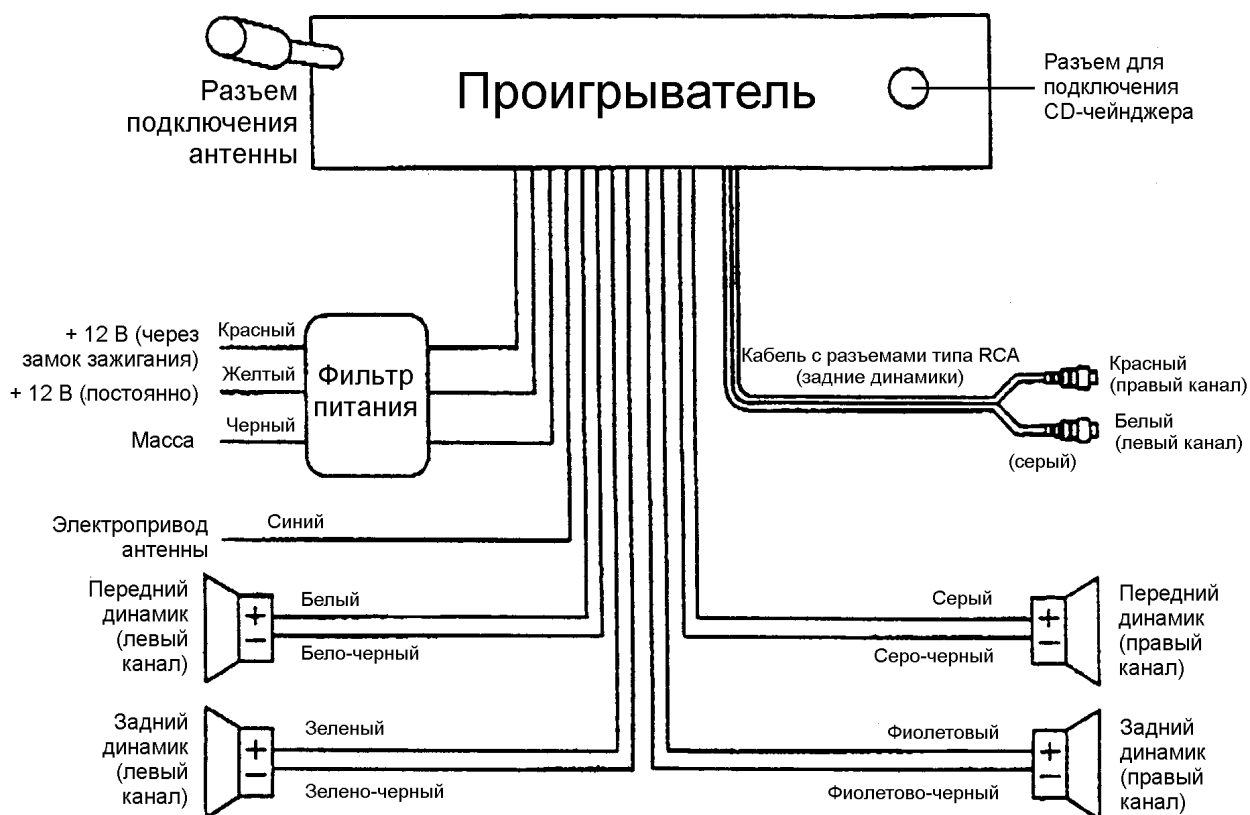 Проигрыватель
Разъем
подключения
антенны
Разъем для
подключения
CD-чейнджера
+ 12 В (через
замок зажигания)
Красный
+ 12 В (постоянно)
Желтый
Масса
Черный
Фильтр
питания
Кабель с разъемами типа RCA
(задние динамики)
Красный
(правый канал)
Белый
(левый канал)
(серый)
Электропривод
антенны
Синий
Передний
динамик
(левый
канал)
+
−
Белый
Бело-черный
Серый
Серо-черный
+
−
Передний
динамик
(правый
канал)
Задний
динамик
(левый
канал)
+
−
Зеленый
Зелено-черный
Фиолетовый
Фиолетово-черный
+
−
Задний
динамик
(правый
канал)